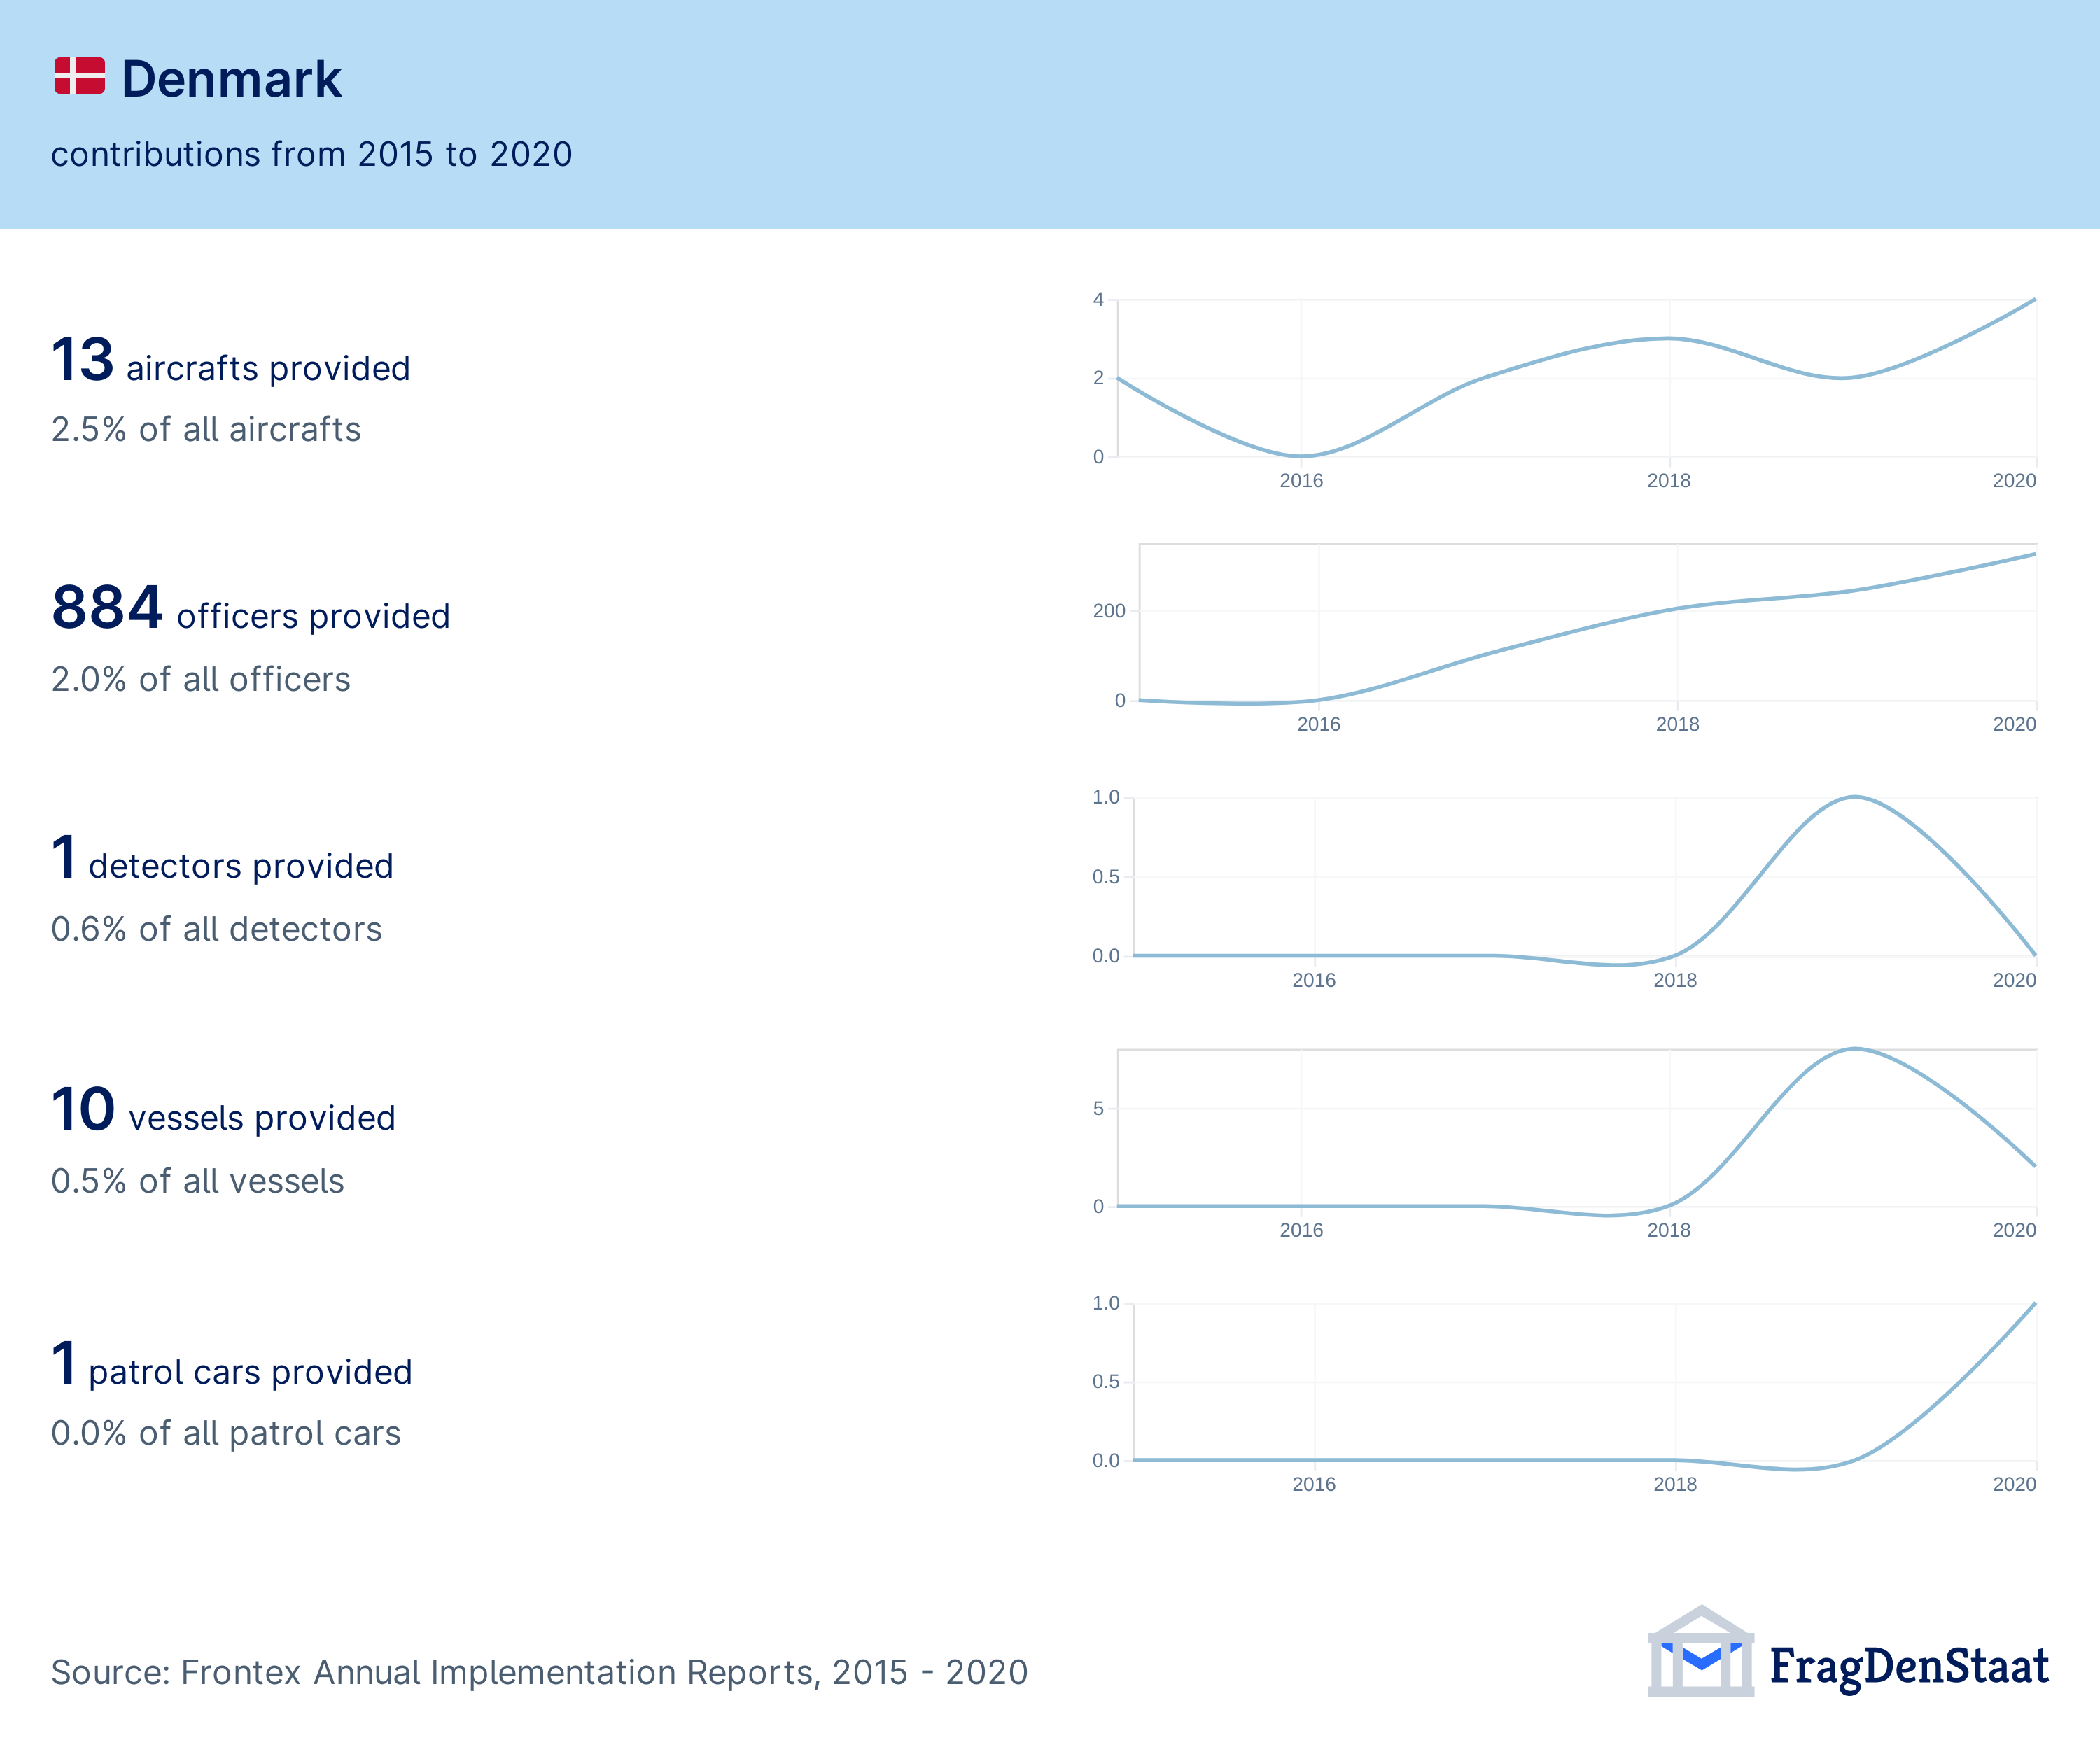 Denmark
contributions from 2015 to 2020
13 aircrafts provided
2.5% of all aircrafts
4
2
0
2016
2018
2020
884 officers provided
2.0% of all officers
200
0
2016
2018
2020
1 detectors provided
0.6% of all detectors
1.0
0.5
0.0
2016
2018
2020
10 vessels provided
0.5% of all vessels
5
0
2016
2018
2020
1 patrol cars provided
0.0% of all patrol cars
1.0
0.5
0.0
2016
2018
2020
Source: Frontex Annual Implementation Reports, 2015 - 2020
FragDenStaat